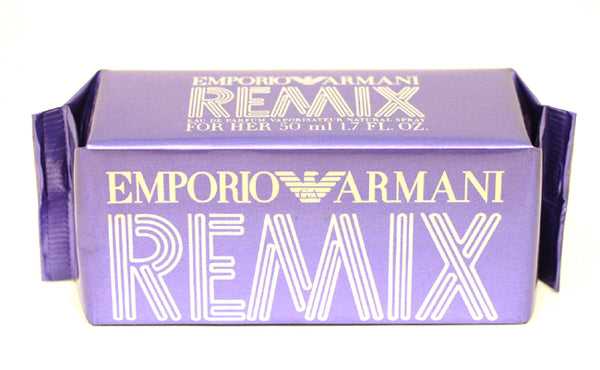 EMPORIO ARMANI
REMIX
EAU DE PARFUM VAPORISATEUR NATURAL SPRAY
FOR HER 50 ml 1.7 FL. OZ.
EMPORIO ARMANI
REMIX